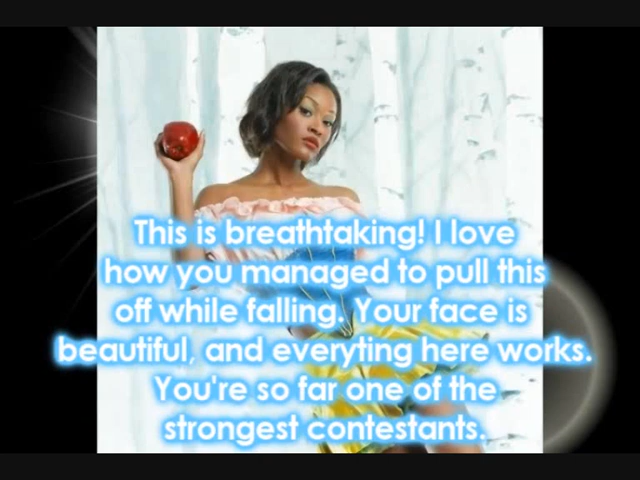 This is breathtaking! I love
how you managed to pull this
off while falling. Your face is
beautiful, and everyting here works.
You're so far one of the
strongest contestants.